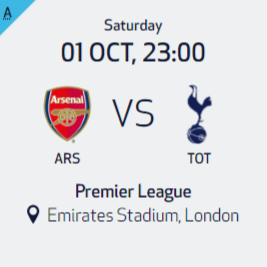 A
Saturday
01 OCT, 23:00
Arsenal
VS
ARS TOT
Premier League
Emirates Stadium, London